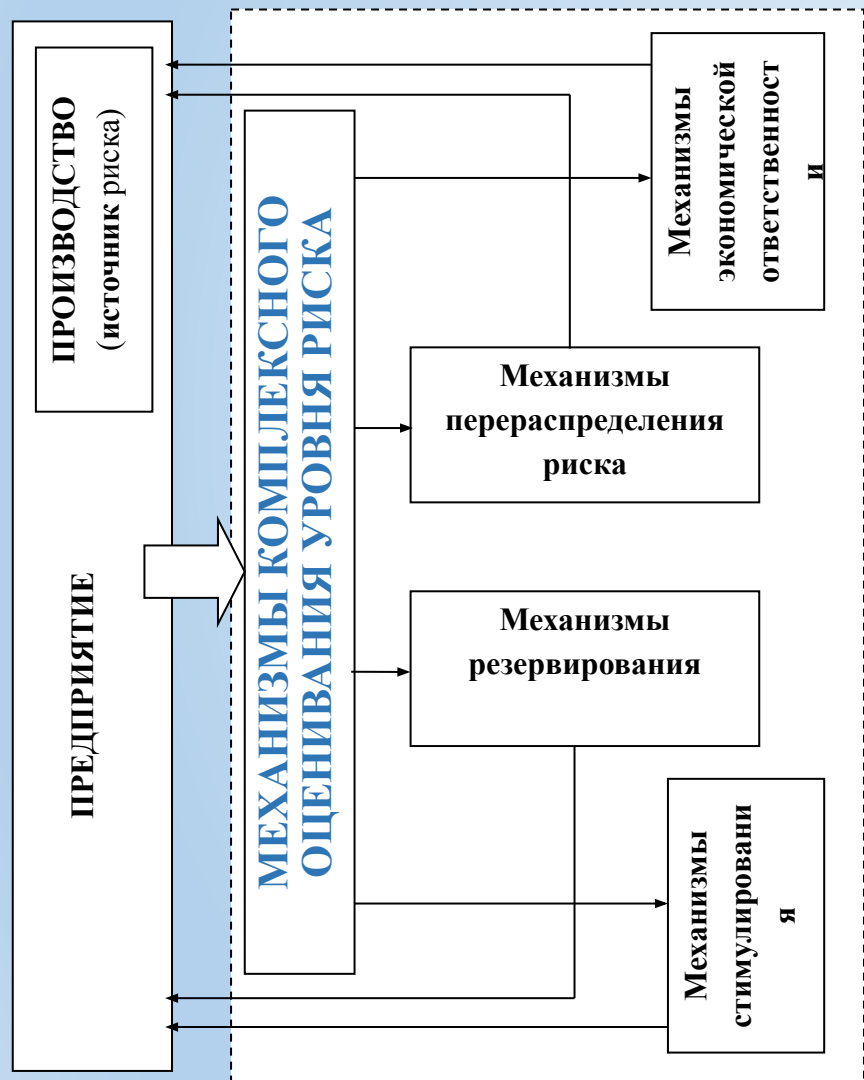 ПРЕДПРИЯТИЕ
ПРОИЗВОДСТВО
(источник риска)
МЕХАНИЗМЫ КОМПЛЕКСНОГО
ОЦЕНИВАНИЯ УРОВНЯ РИСКА
Механизмы
экономической
ответственност
и
Механизмы
перераспределения
риска
Механизмы
резервирования
Механизмы
стимулировани
я